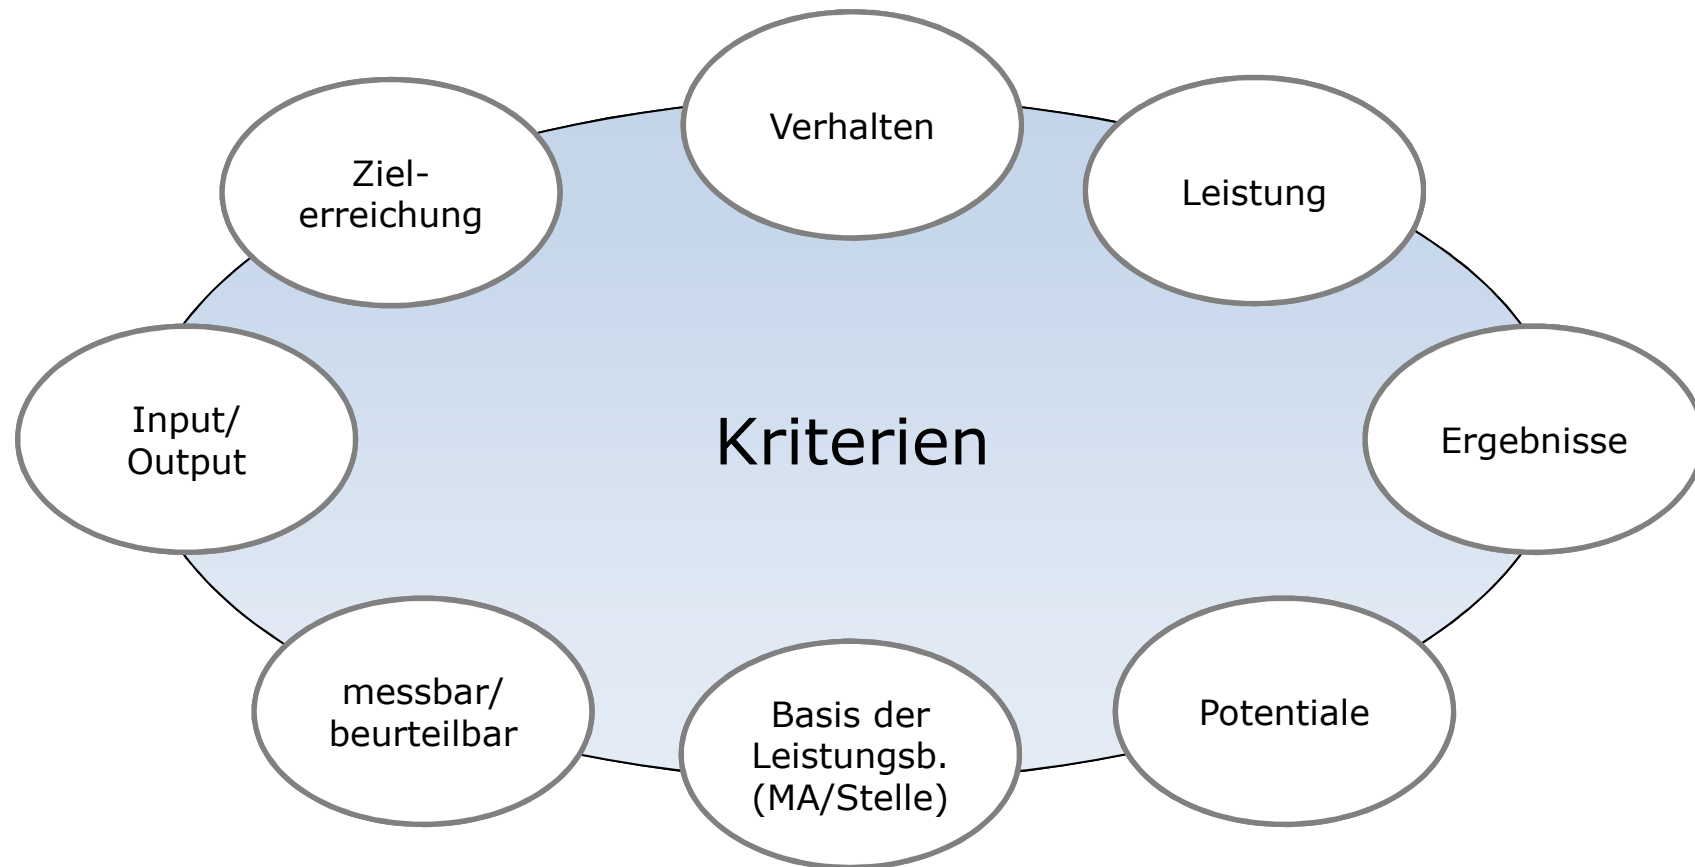 Verhalten
Ziel-
erreichung
Leistung
Input/
Output
Kriterien
Ergebnisse
messbar/
beurteilbar
Basis der
Leistungsb.
(MA/Stelle)
Potentiale